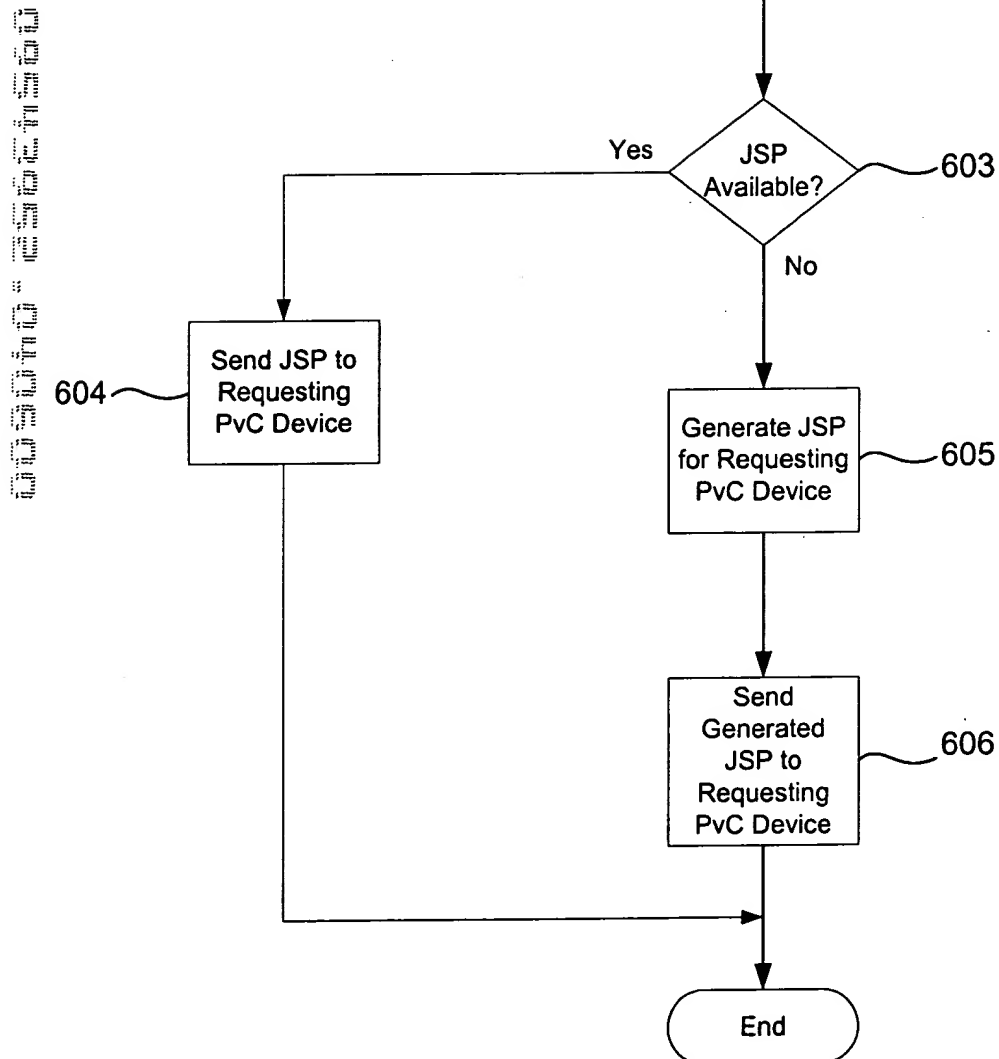 Yes
JSP
Available?
603
No
Send JSP to
Requesting
PvC Device
604
Generate JSP
for Requesting
PvC Device
605
Send
Generated
JSP to
Requesting
PvC Device
606
End